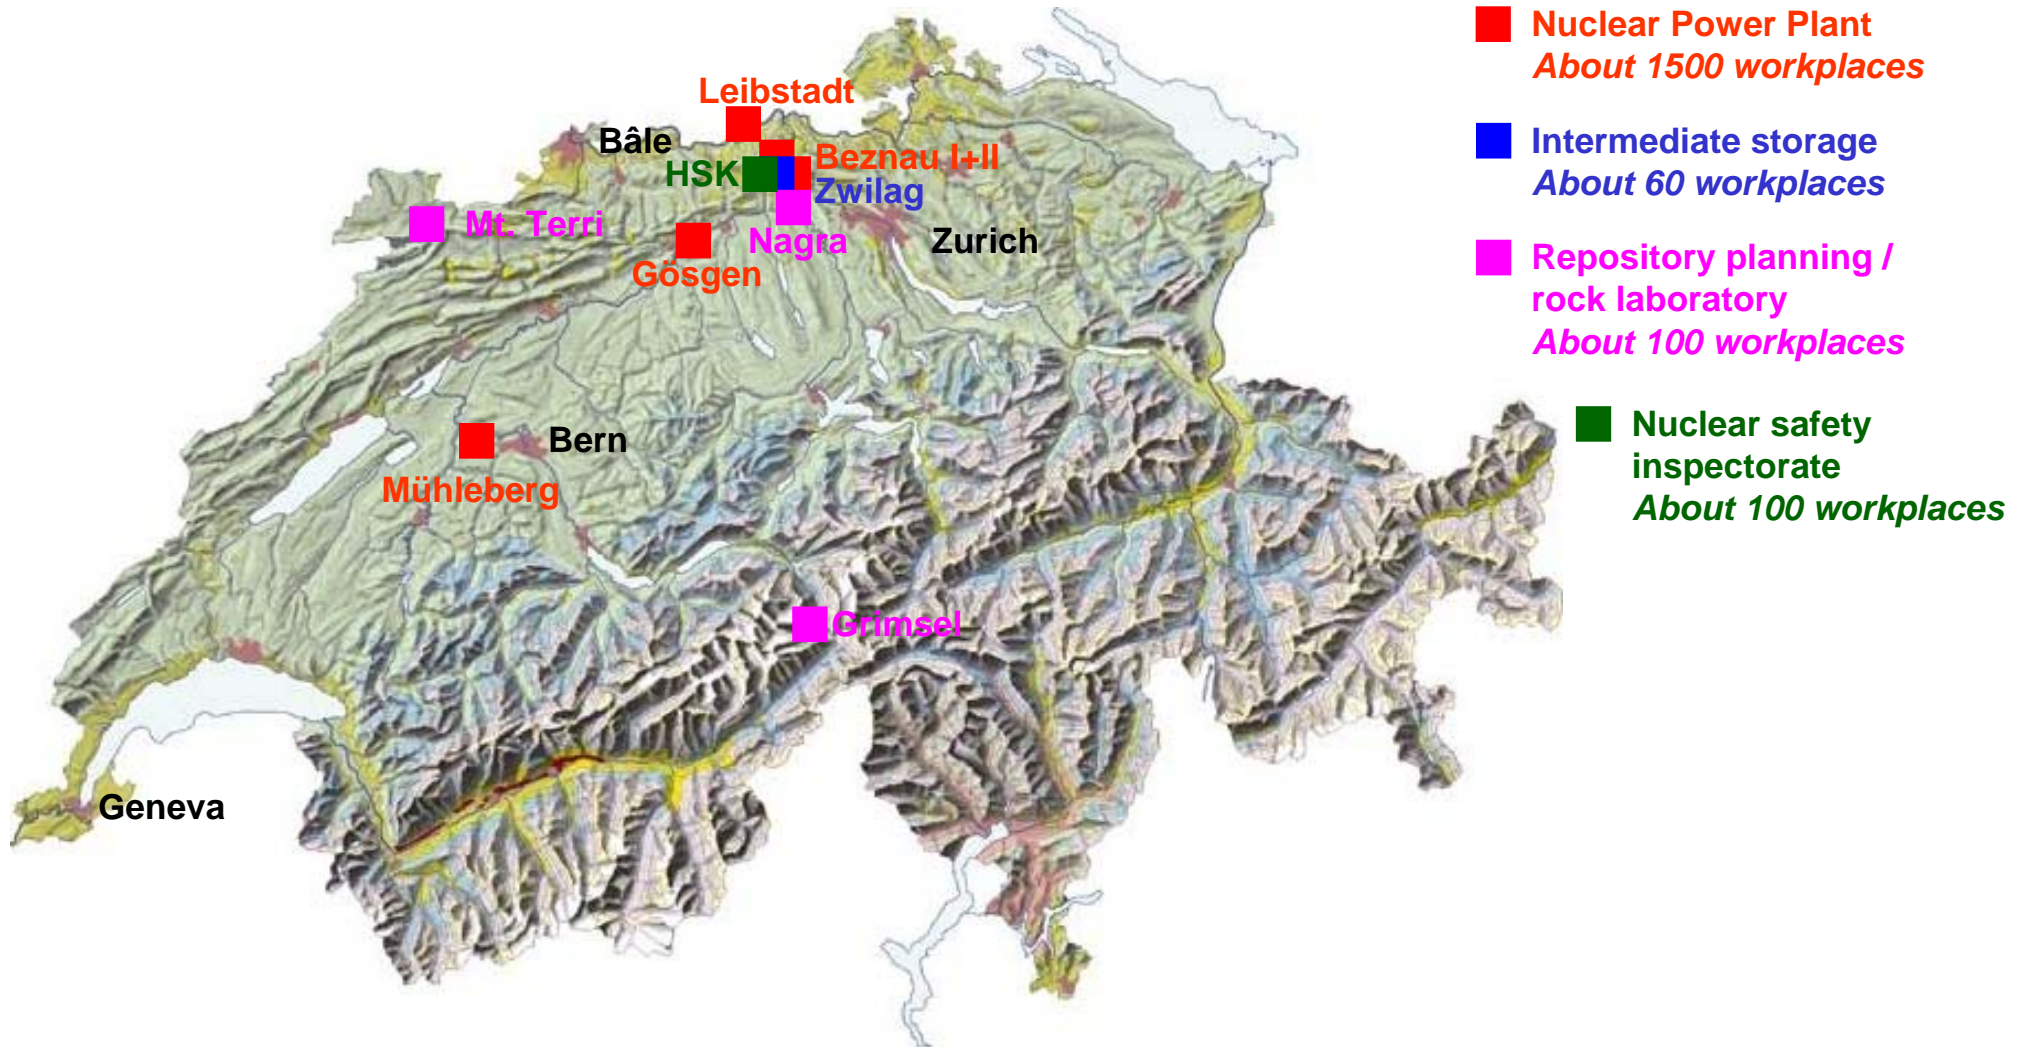 Nuclear Power Plant
About 1500 workplaces
Leibstadt
Bâle
Beznau I+II
HSK
Zwilag
Intermediate storage
About 60 workplaces
Mt. Terri
Nagra
Zurich
Gösgen
Repository planning /
rock laboratory
About 100 workplaces
Bern
Mühleberg
Nuclear safety
inspectorate
About 100 workplaces
Grimsel
Geneva